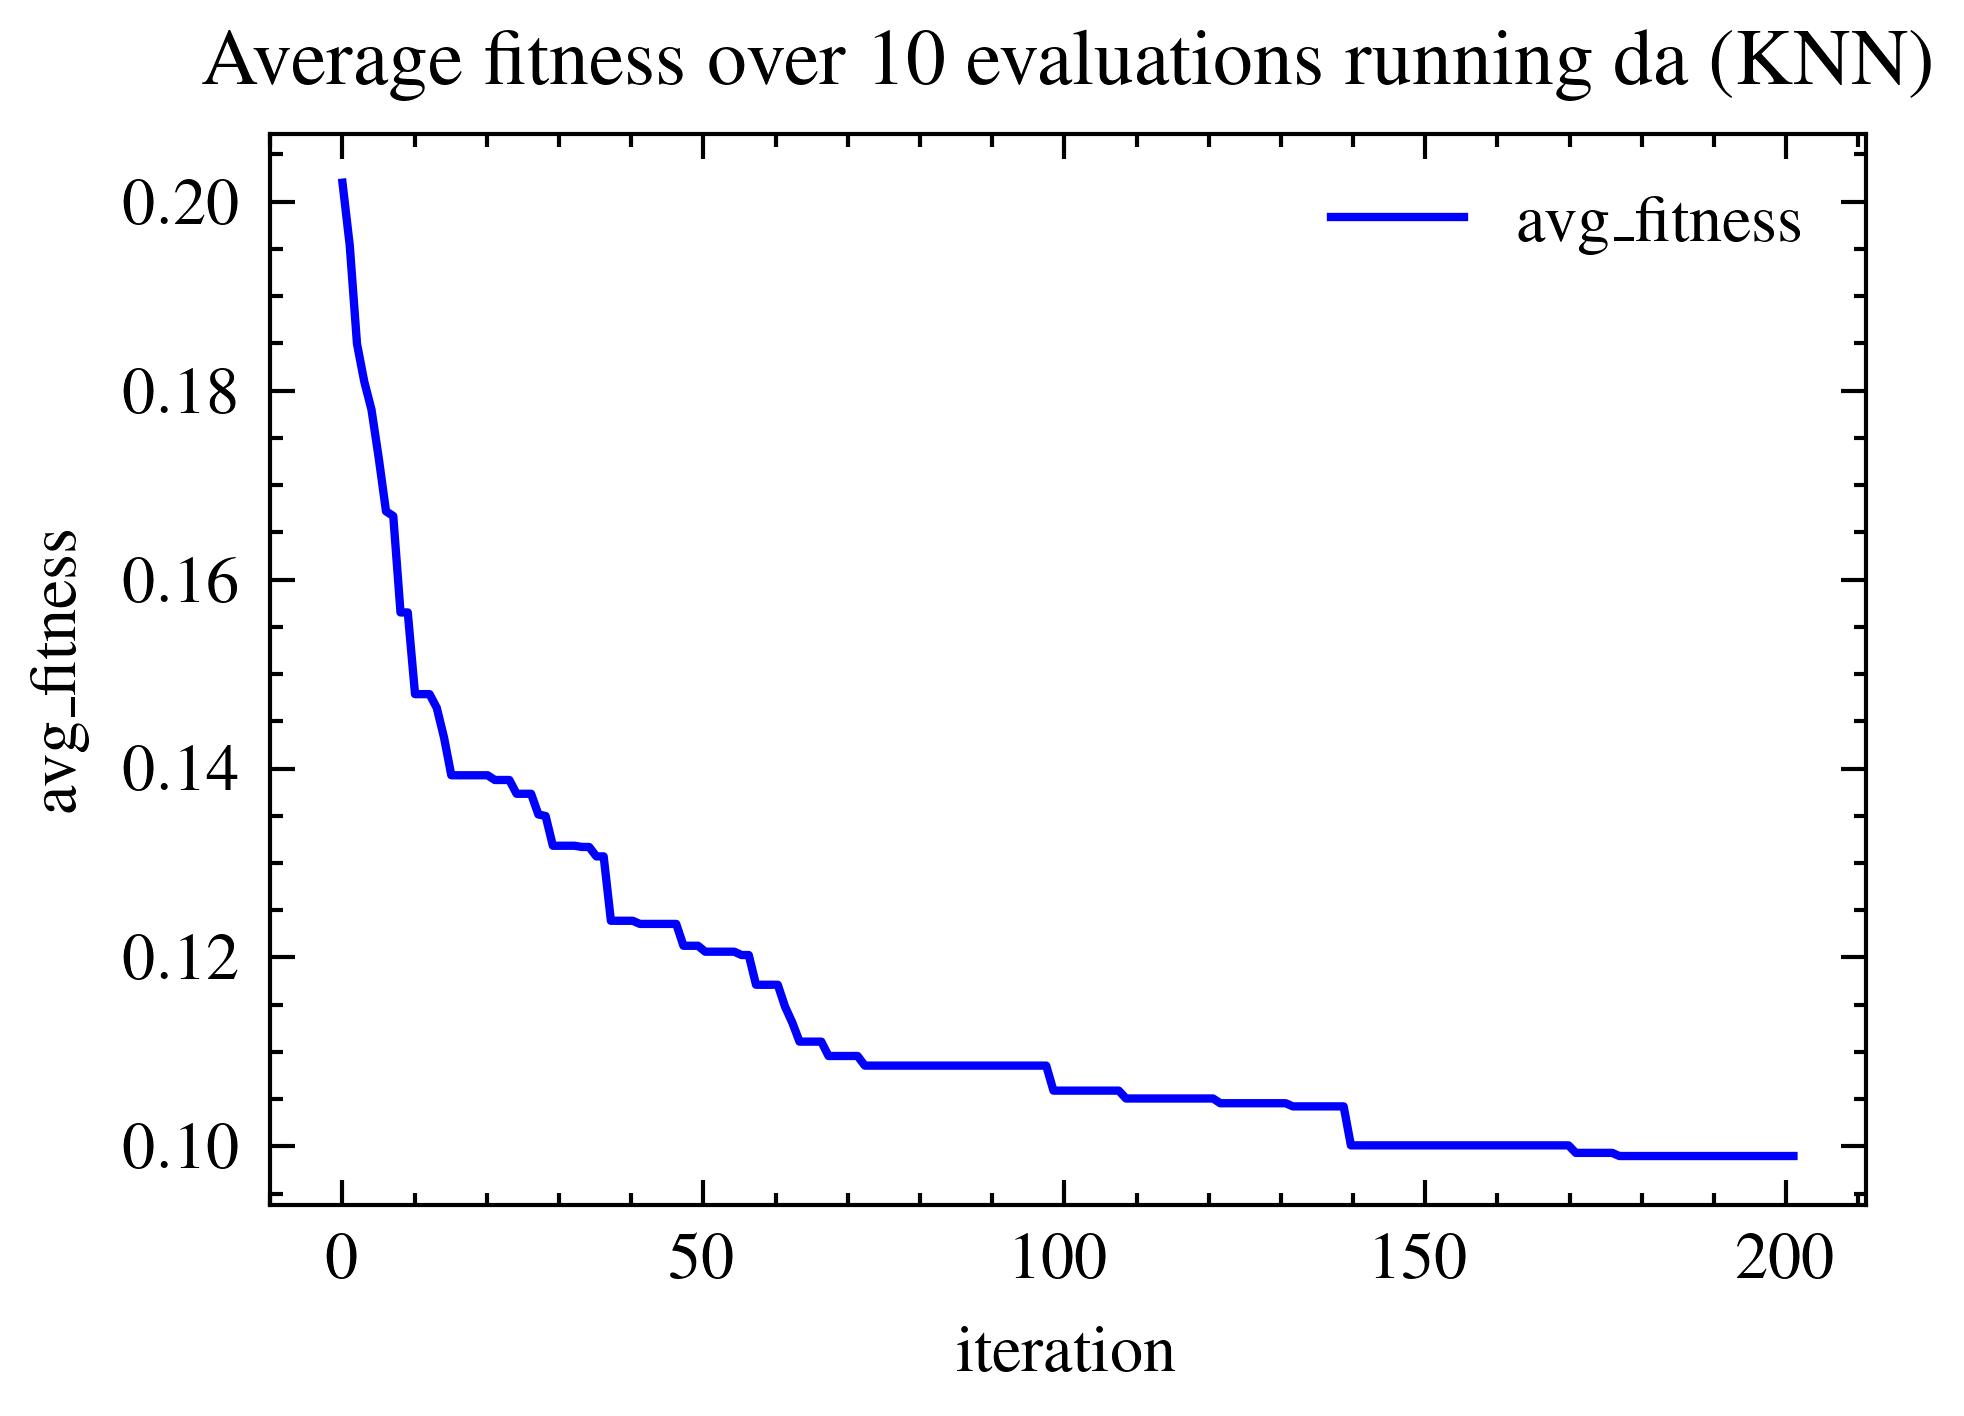 Average fitness over 10 evaluations running da (KNN)
avg_fitness
0.20
0.18
0.16
0.14
0.12
0.10
avg_fitness
0 50 100 150 200
iteration